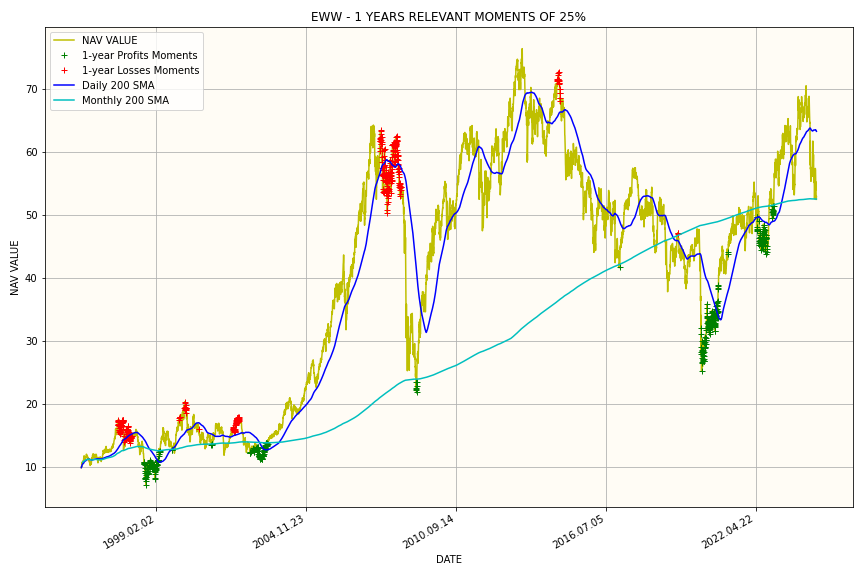 EWW - 1 YEARS RELEVANT MOMENTS OF 25%
NAV VALUE
1-year Profits Moments
1-year Losses Moments
Daily 200 SMA
Monthly 200 SMA
NAV VALUE
70
60
50
40
30
20
10
1999.02.02
2004.11.23
2010.09.14
2016.07.05
2022.04.22
DATE